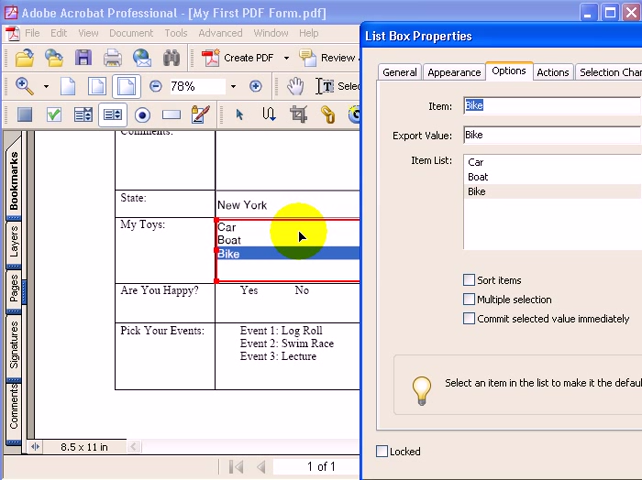 Adobe Acrobat Professional - [My First PDF Form.pdf]
File Edit View Document Tools Advanced Window
Create PDF Review
78% Selec
List Box Properties
General Appearance Options Actions Selection Chan
Item: Bike
Export Value: Bike
Item List: Car
Boat
Bike
Sort items
Multiple selection
Commit selected value immediately
Select an item in the list to make it the defaul
Locked
Bookmarks
Layers
Pages
Signatures
Comments
Comments:
State: New York
My Toys: Car
Boat
Bike
Are You Happy? Yes No
Pick Your Events: Event 1: Log Roll
Event 2: Swim Race
Event 3: Lecture
8.5 x 11 in
1 of 1